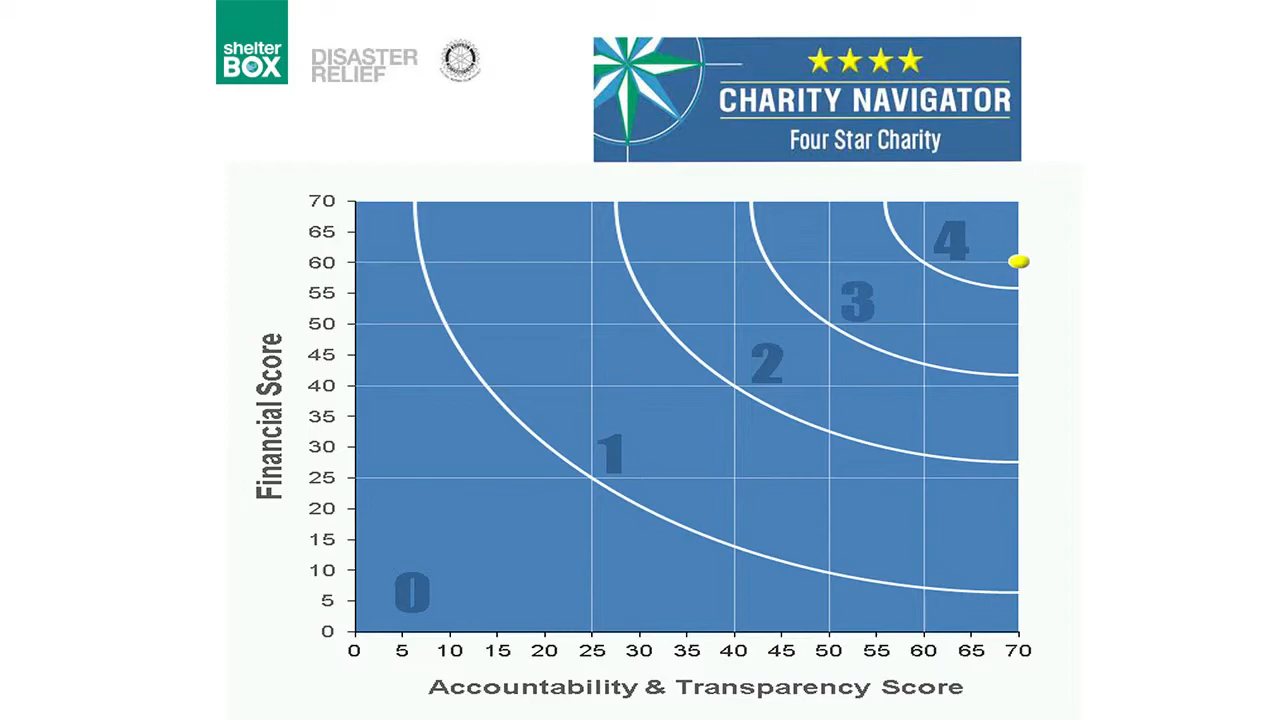 shelter
BOX
DISASTER
RELIEF
CHARITY NAVIGATOR
Four Star Charity
70
65
60
55
50
45
40
35
30
25
20
15
10
5
0
Financial Score
4
3
2
1
0
0 5 10 15 20 25 30 35 40 45 50 55 60 65 70
Accountability & Transparency Score